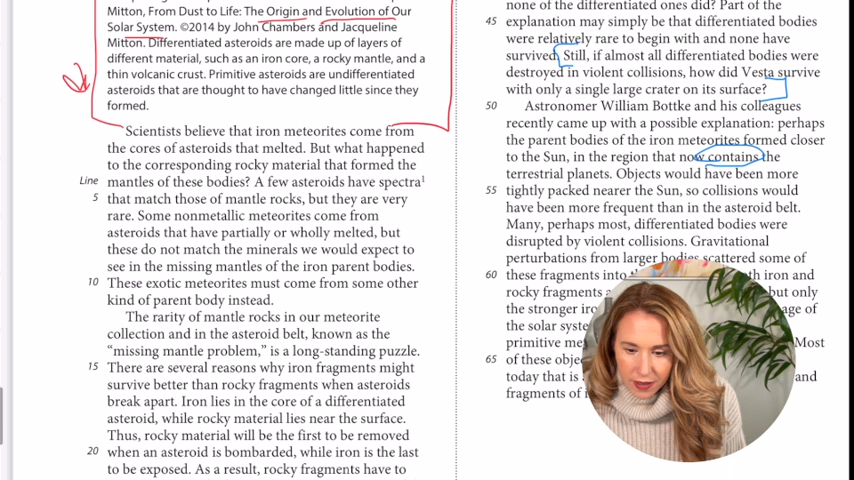 Mitton, From Dust to Life: The Origin and Evolution of Our
Solar System. ©2014 by John Chambers and Jacqueline
Mitton. Differentiated asteroids are made up of layers of
different material, such as an iron core, a rocky mantle, and a
thin volcanic crust. Primitive asteroids are undifferentiated
asteroids that are thought to have changed little since they
formed.
Scientists believe that iron meteorites come from
the cores of asteroids that melted. But what happened
to the corresponding rocky material that formed the
Line mantles of these bodies? A few asteroids have spectra1
5 that match those of mantle rocks, but they are very
rare. Some nonmetallic meteorites come from
asteroids that have partially or wholly melted, but
these do not match the minerals we would expect to
see in the missing mantles of the iron parent bodies.
10 These exotic meteorites must come from some other
kind of parent body instead.
The rarity of mantle rocks in our meteorite
collection and in the asteroid belt, known as the
“missing mantle problem,” is a long-standing puzzle.
15 There are several reasons why iron fragments might
survive better than rocky fragments when asteroids
break apart. Iron lies in the core of a differentiated
asteroid, while rocky material lies near the surface.
Thus, rocky material will be the first to be removed
20 when an asteroid is bombarded, while iron is the last
to be exposed. As a result, rocky fragments have to
none of the differentiated ones did? Part of the
45 explanation may simply be that differentiated bodies
were relatively rare to begin with and none have
survived. Still, if almost all differentiated bodies were
destroyed in violent collisions, how did Vesta survive
with only a single large crater on its surface?
50 Astronomer William Bottke and his colleagues
recently came up with a possible explanation: perhaps
the parent bodies of the iron meteorites formed closer
to the Sun, in the region that now contains the
terrestrial planets. Objects would have been more
55 tightly packed nearer the Sun, so collisions would
have been more frequent than in the asteroid belt.
Many, perhaps most, differentiated bodies were
disrupted by violent collisions. Gravitational
perturbations from larger bodies scattered some of
60 these fragments into iron and
rocky fragments but only
the stronger age of
the solar
primitive Most
65 of these
today that is and
fragments of